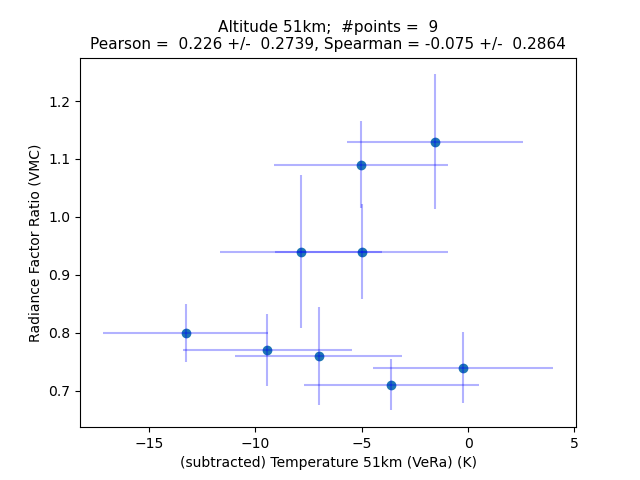 Altitude 51km;  #points =  9
Pearson =  0.226 +/-  0.2739, Spearman = -0.075 +/-  0.2864
1.2
1.1
1.0
0.9
0.8
0.7
Radiance Factor Ratio (VMC)
−15
−10
−5
0
5
(subtracted) Temperature 51km (VeRa) (K)